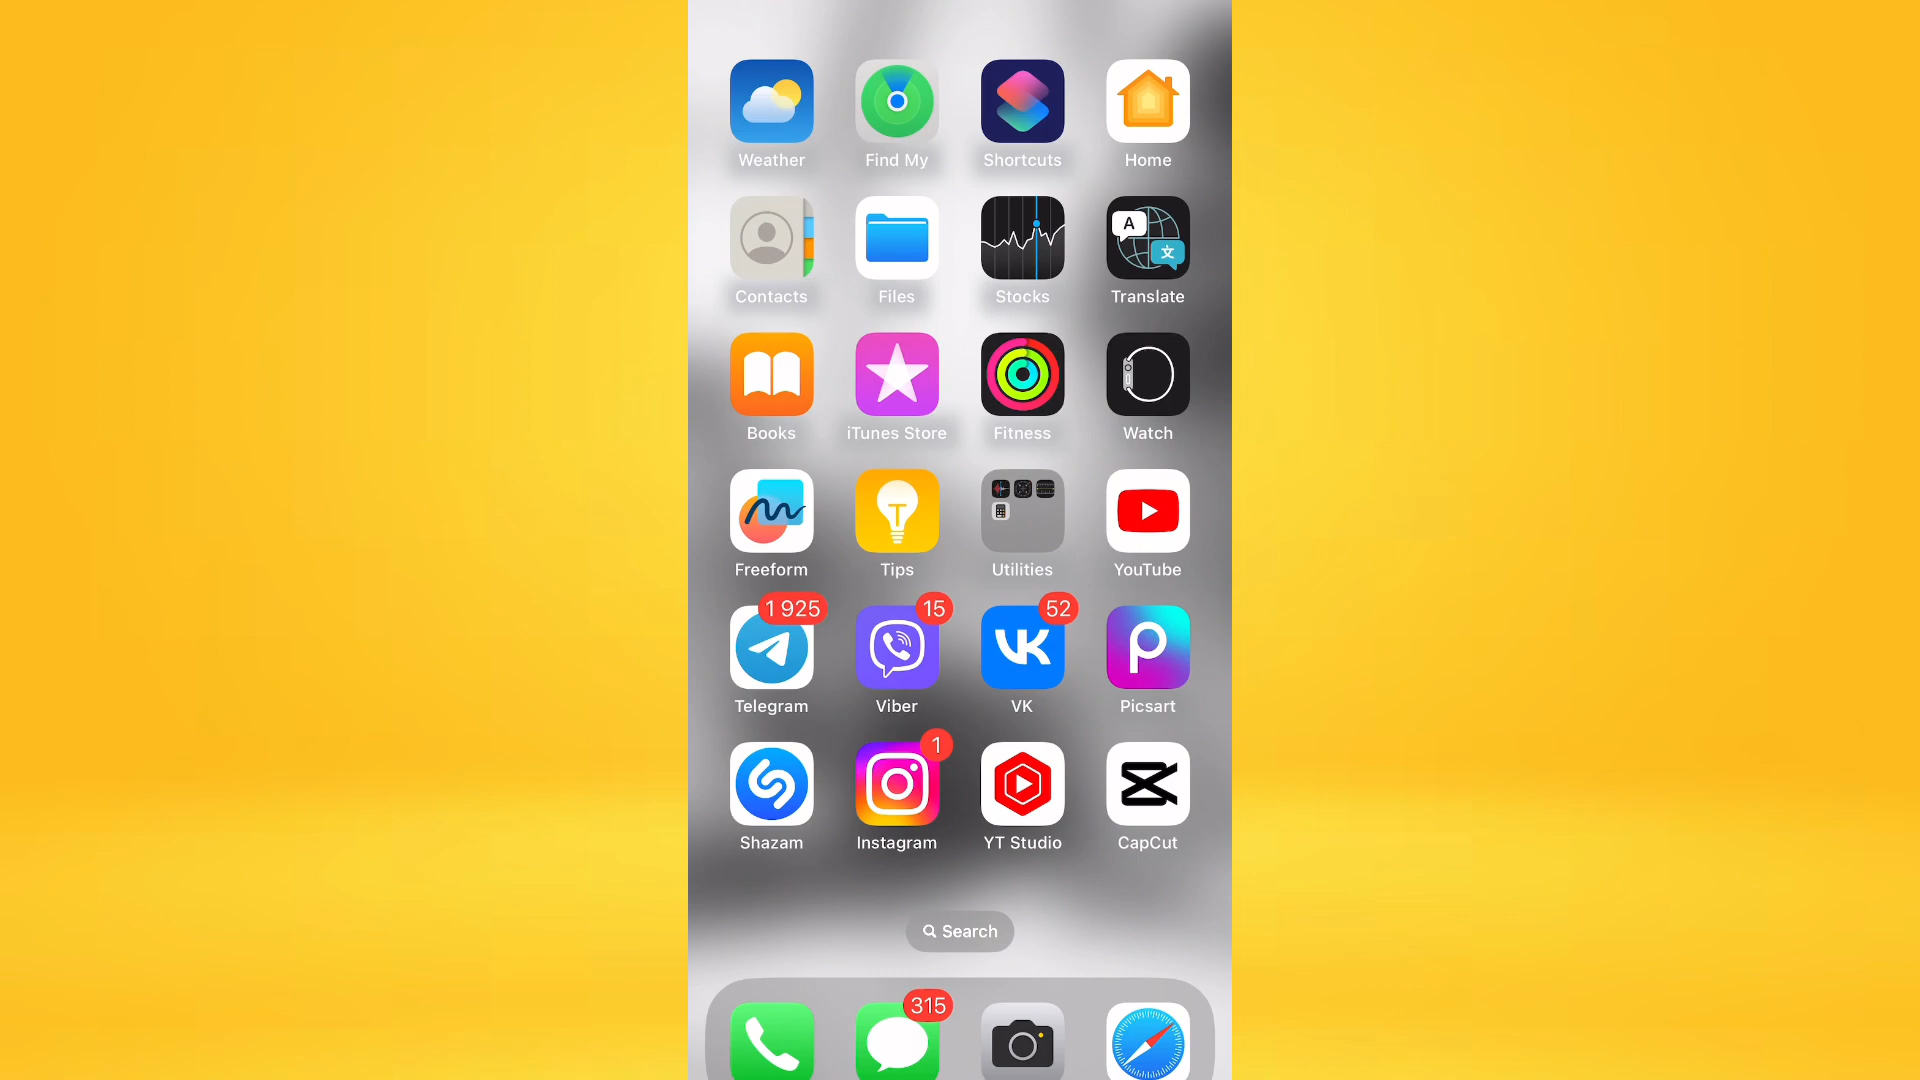 Weather Find My Shortcuts Home
A
文
Contacts Files Stocks Translate
Books iTunes Store Fitness Watch
T
Freeform Tips Utilities YouTube
1 925 15 52
VK
P
Telegram Viber VK Picsart
1
Shazam Instagram YT Studio CapCut
Search
315